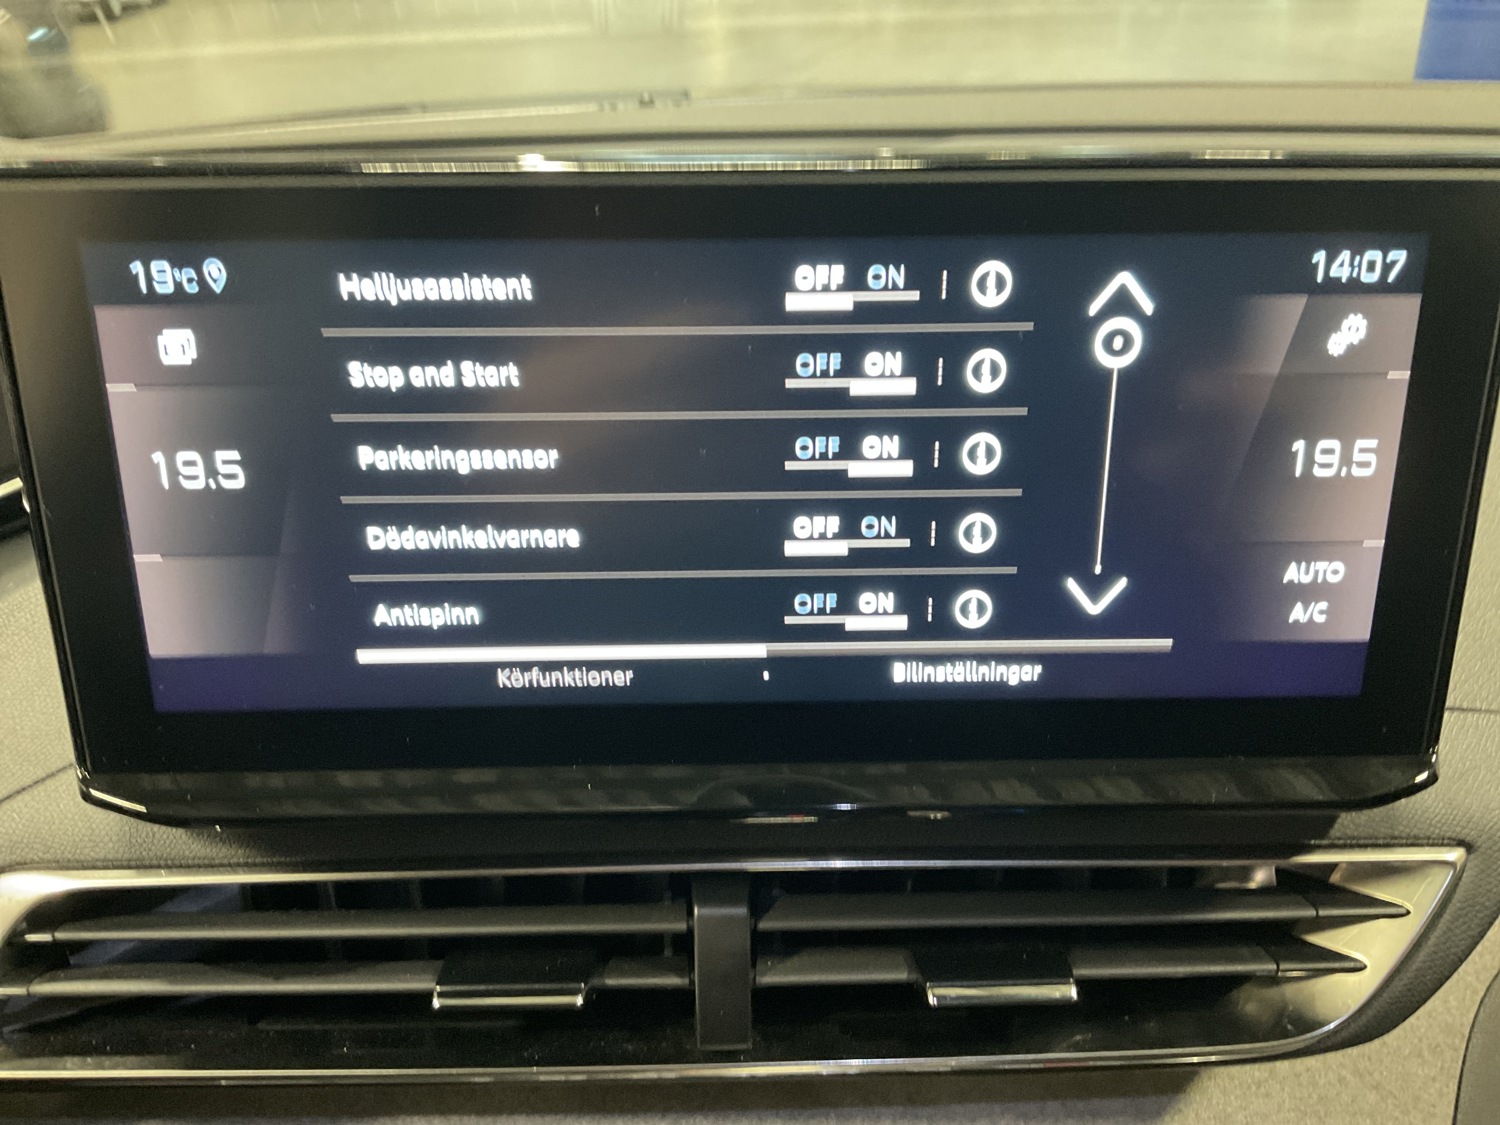 19°C
14:07
Helljusassistent OFF ON
Stop and Start OFF ON
19.5
Parkeringssensor OFF ON
19.5
Dödavinkelvarnare OFF ON
AUTO
A/C
Antispinn OFF ON
Körfunktioner
Bilinställningar